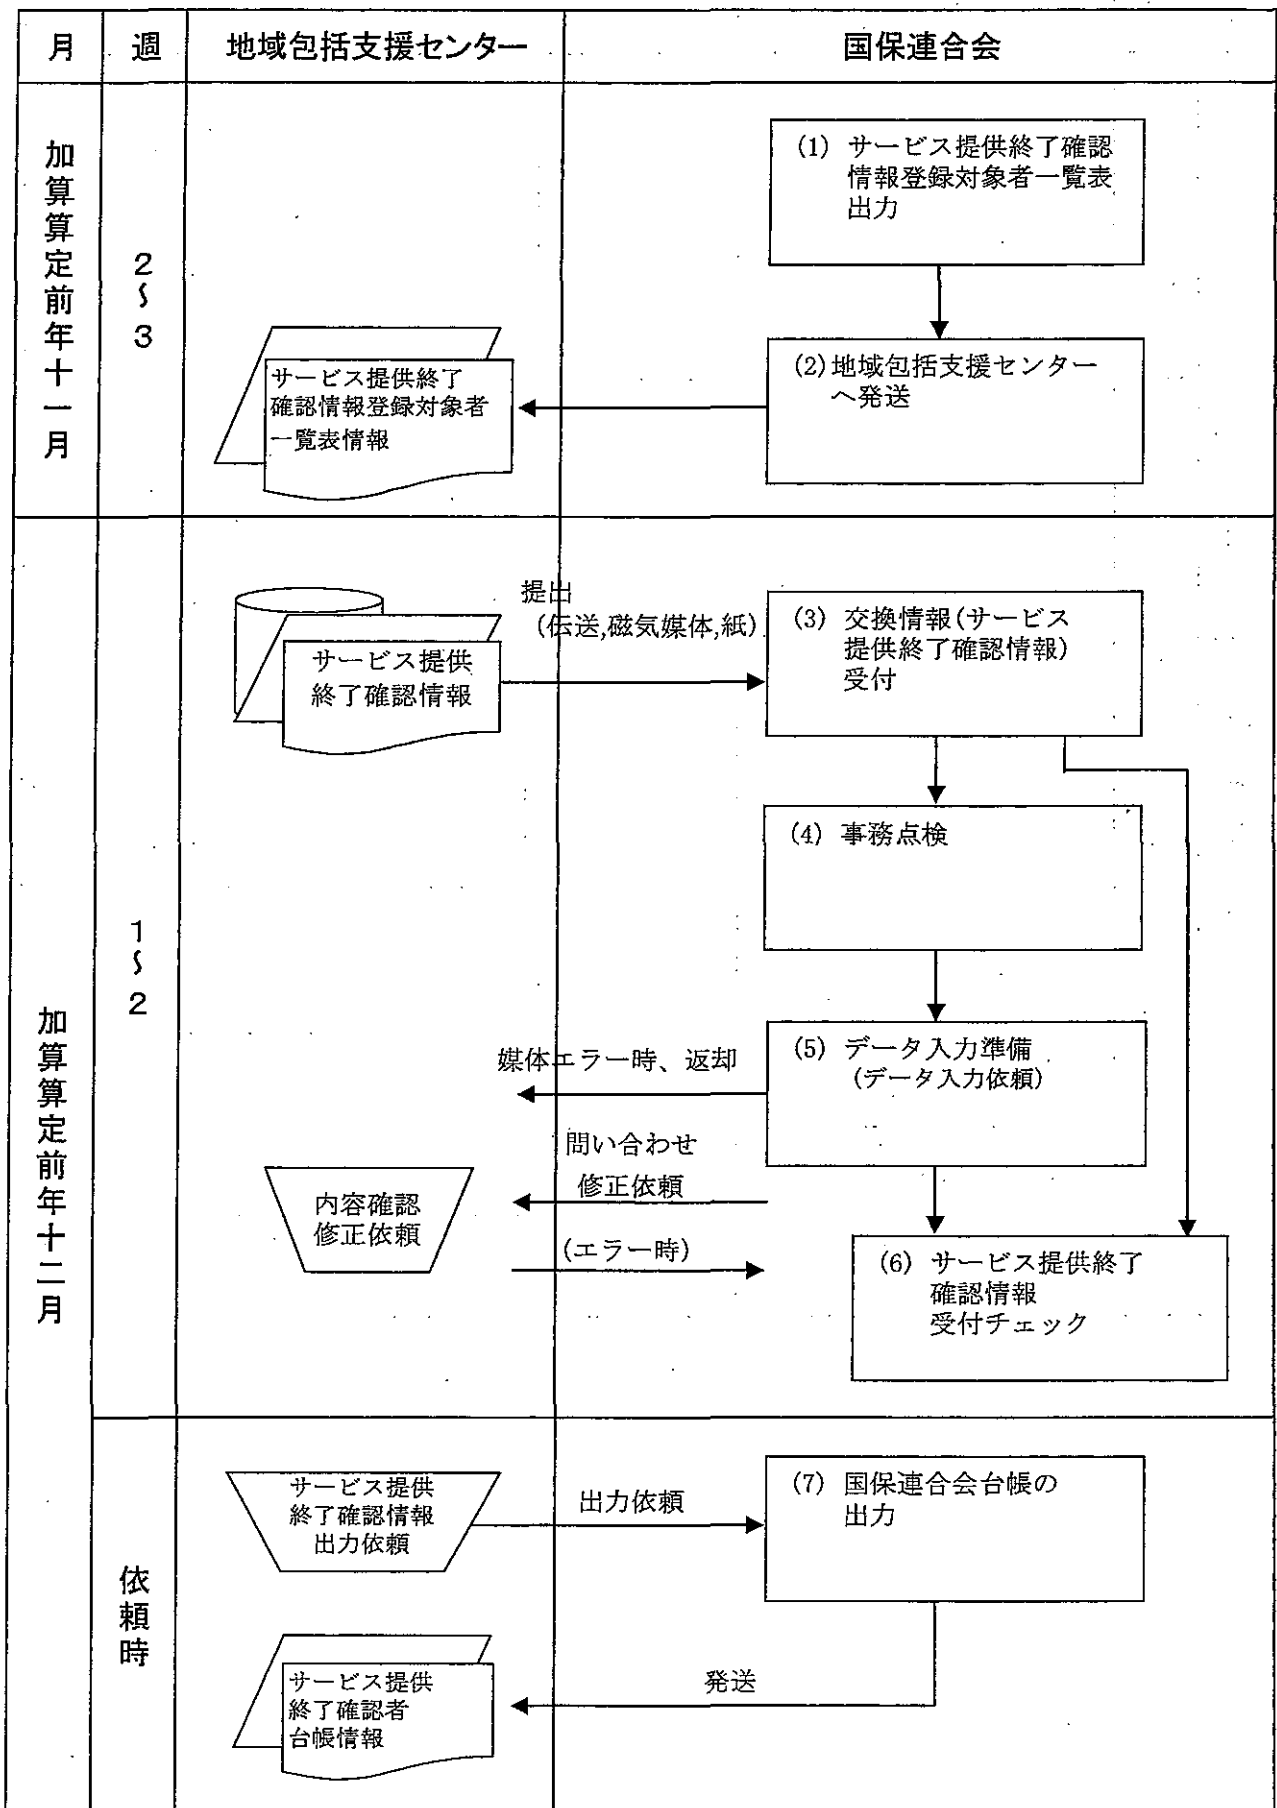 月
週
地域包括支援センター
国保連合会
加算算定前年十一月
2～3
(1) サービス提供終了確認
情報登録対象者一覧表
出力
(2)地域包括支援センター
へ発送
サービス提供終了
確認情報登録対象者
一覧表情報
加算算定前年十二月
1～2
サービス提供
終了確認情報
提出
(伝送,磁気媒体,紙)
(3) 交換情報(サービス
提供終了確認情報)
受付
(4) 事務点検
(5) データ入力準備
(データ入力依頼)
媒体エラー時、返却
問い合わせ
修正依頼
内容確認
修正依頼
(エラー時)
(6) サービス提供終了
確認情報
受付チェック
依頼時
サービス提供
終了確認情報
出力依頼
出力依頼
(7) 国保連合会台帳の
出力
発送
サービス提供
終了確認者
台帳情報